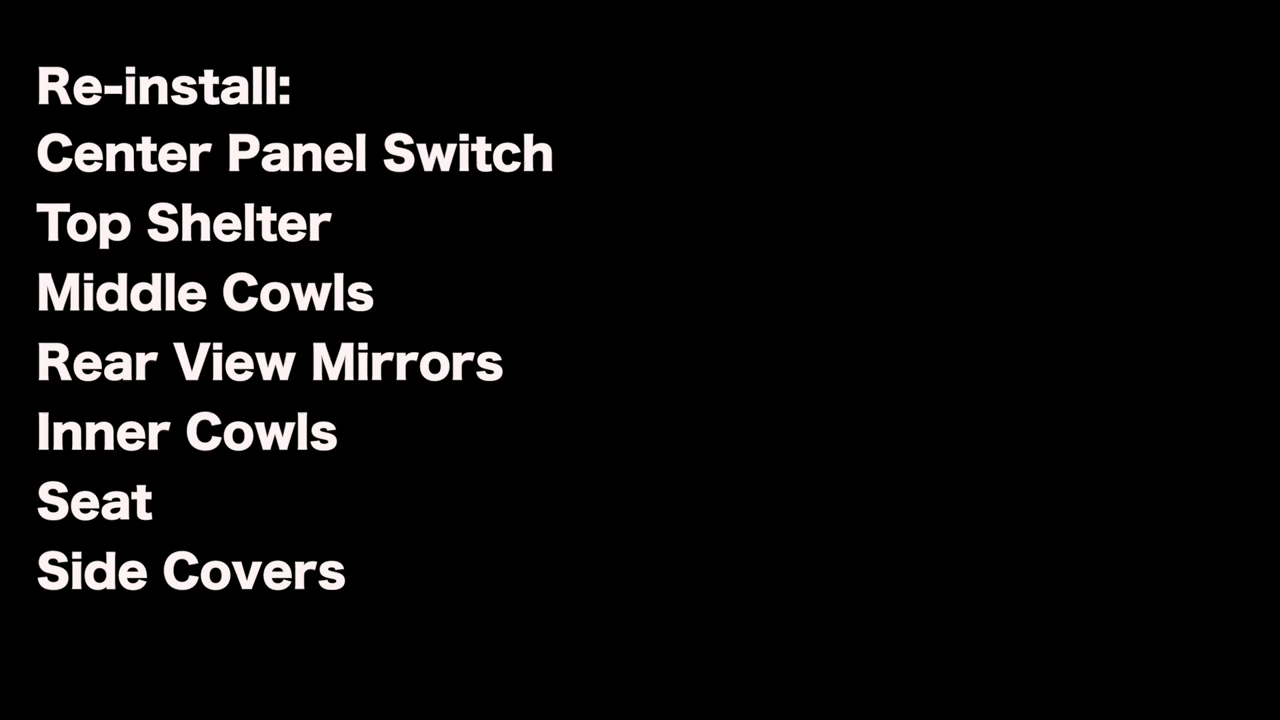 Re-install:
Center Panel Switch
Top Shelter
Middle Cowls
Rear View Mirrors
Inner Cowls
Seat
Side Covers